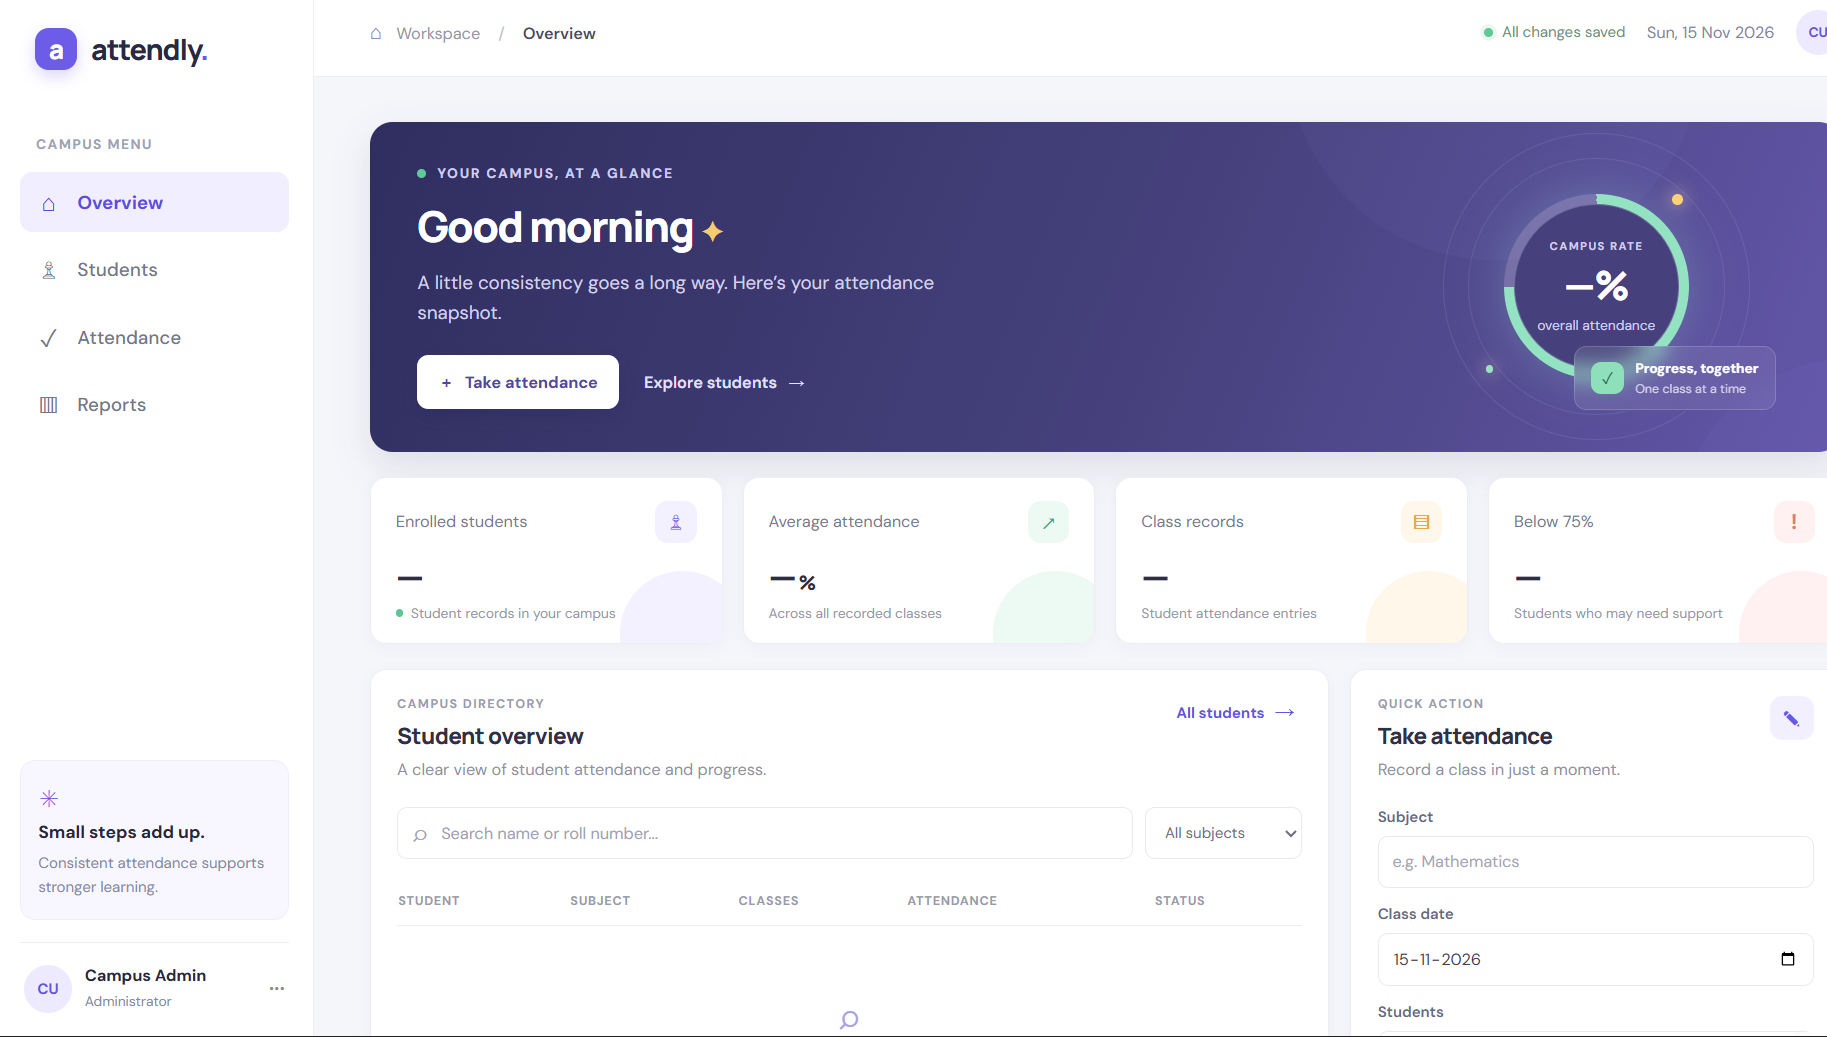 a attendly.
CAMPUS MENU
Overview
Students
Attendance
Reports
Small steps add up.
Consistent attendance supports
stronger learning.
CU
Campus Admin
Administrator
Workspace / Overview
All changes saved
Sun, 15 Nov 2026
CU
YOUR CAMPUS, AT A GLANCE
Good morning
A little consistency goes a long way. Here’s your attendance
snapshot.
+ Take attendance
Explore students →
CAMPUS RATE
—%
overall attendance
Progress, together
One class at a time
Enrolled students
—
Student records in your campus
Average attendance
—%
Across all recorded classes
Class records
—
Student attendance entries
Below 75%
!
—
Students who may need support
CAMPUS DIRECTORY
Student overview
A clear view of student attendance and progress.
All students →
Search name or roll number...
All subjects
STUDENT SUBJECT CLASSES ATTENDANCE STATUS
QUICK ACTION
Take attendance
Record a class in just a moment.
Subject
e.g. Mathematics
Class date
15-11-2026
Students